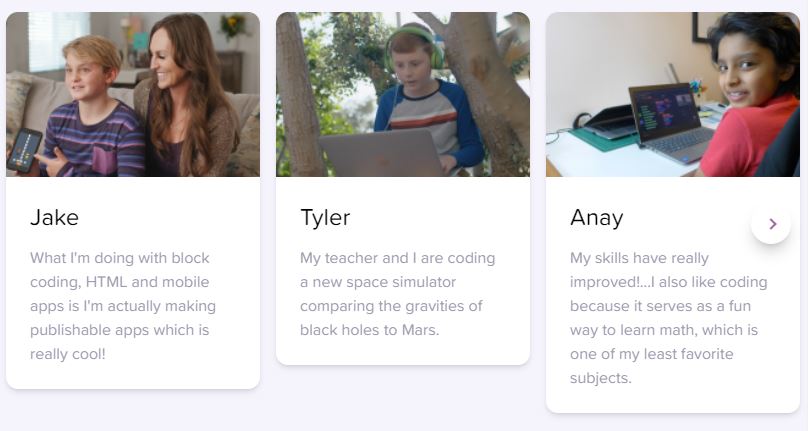 Jake
What I'm doing with block
coding, HTML and mobile
apps is I'm actually making
publishable apps which is
really cool!
Tyler
My teacher and I are coding
a new space simulator
comparing the gravities of
black holes to Mars.
Anay
My skills have really
improved!...I also like coding
because it serves as a fun
way to learn math, which is
one of my least favorite
subjects.